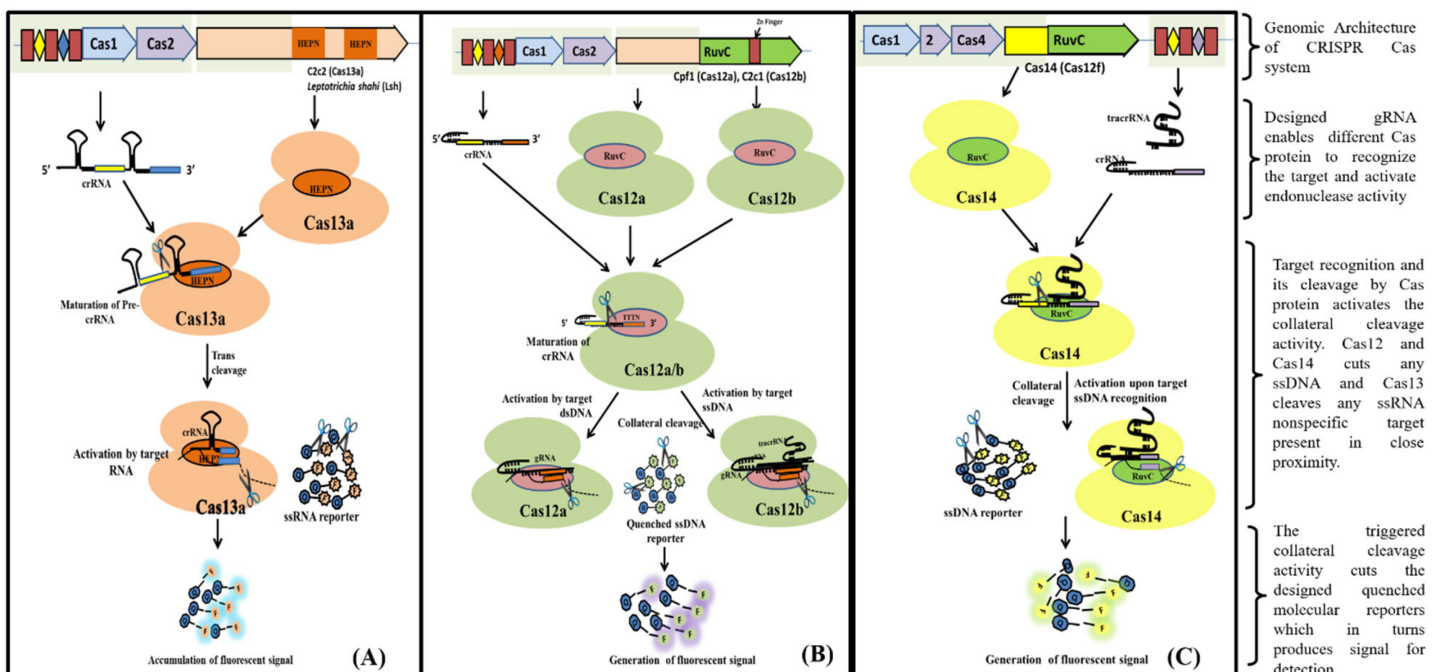 Cas1
Cas2
HEPN
HEPN
C2c2 (Cas13a)
Leptotrichia shahi (Lsh)
5’
3’
crRNA
HEPN
Cas13a
HEPN
Maturation of Pre-
crRNA
Cas13a
Trans
cleavage
crRNA
Activation by target
RNA
HEPN
Cas13a
ssRNA reporter
F
Q
Accumulation of fluorescent signal
(A)
Zn Finger
Cas1
Cas2
RuvC
Cpf1 (Cas12a), C2c1 (Cas12b)
5’
3’
crRNA
RuvC
Cas12a
RuvC
Cas12b
5’
TTTN
3’
Maturation of
crRNA
Cas12a/b
Activation by target
dsDNA
Activation by target
ssDNA
Collateral cleavage
gRNA
Cas12a
tracrRNA
gRNA
Cas12b
Quenched ssDNA
reporter
F
Generation of fluorescent signal
(B)
Cas1
2
Cas4
RuvC
Cas14 (Cas12f)
tracrRNA
crRNA
RuvC
Cas14
RuvC
Cas14
Collateral
cleavage
Activation upon target
ssDNA recognition
RuvC
Cas14
ssDNA reporter
F
Q
Generation of fluorescent signal
(C)
Genomic Architecture
of CRISPR Cas
system
Designed gRNA
enables different Cas
protein to recognize
the target and activate
endonuclease activity
Target recognition and
its cleavage by Cas
protein activates the
collateral cleavage
activity. Cas12 and
Cas14 cuts any
ssDNA and Cas13
cleaves any ssRNA
nonspecific target
present in close
proximity.
The triggered
collateral cleavage
activity cuts the
designed quenched
molecular reporters
which in turns
produces signal for
detection